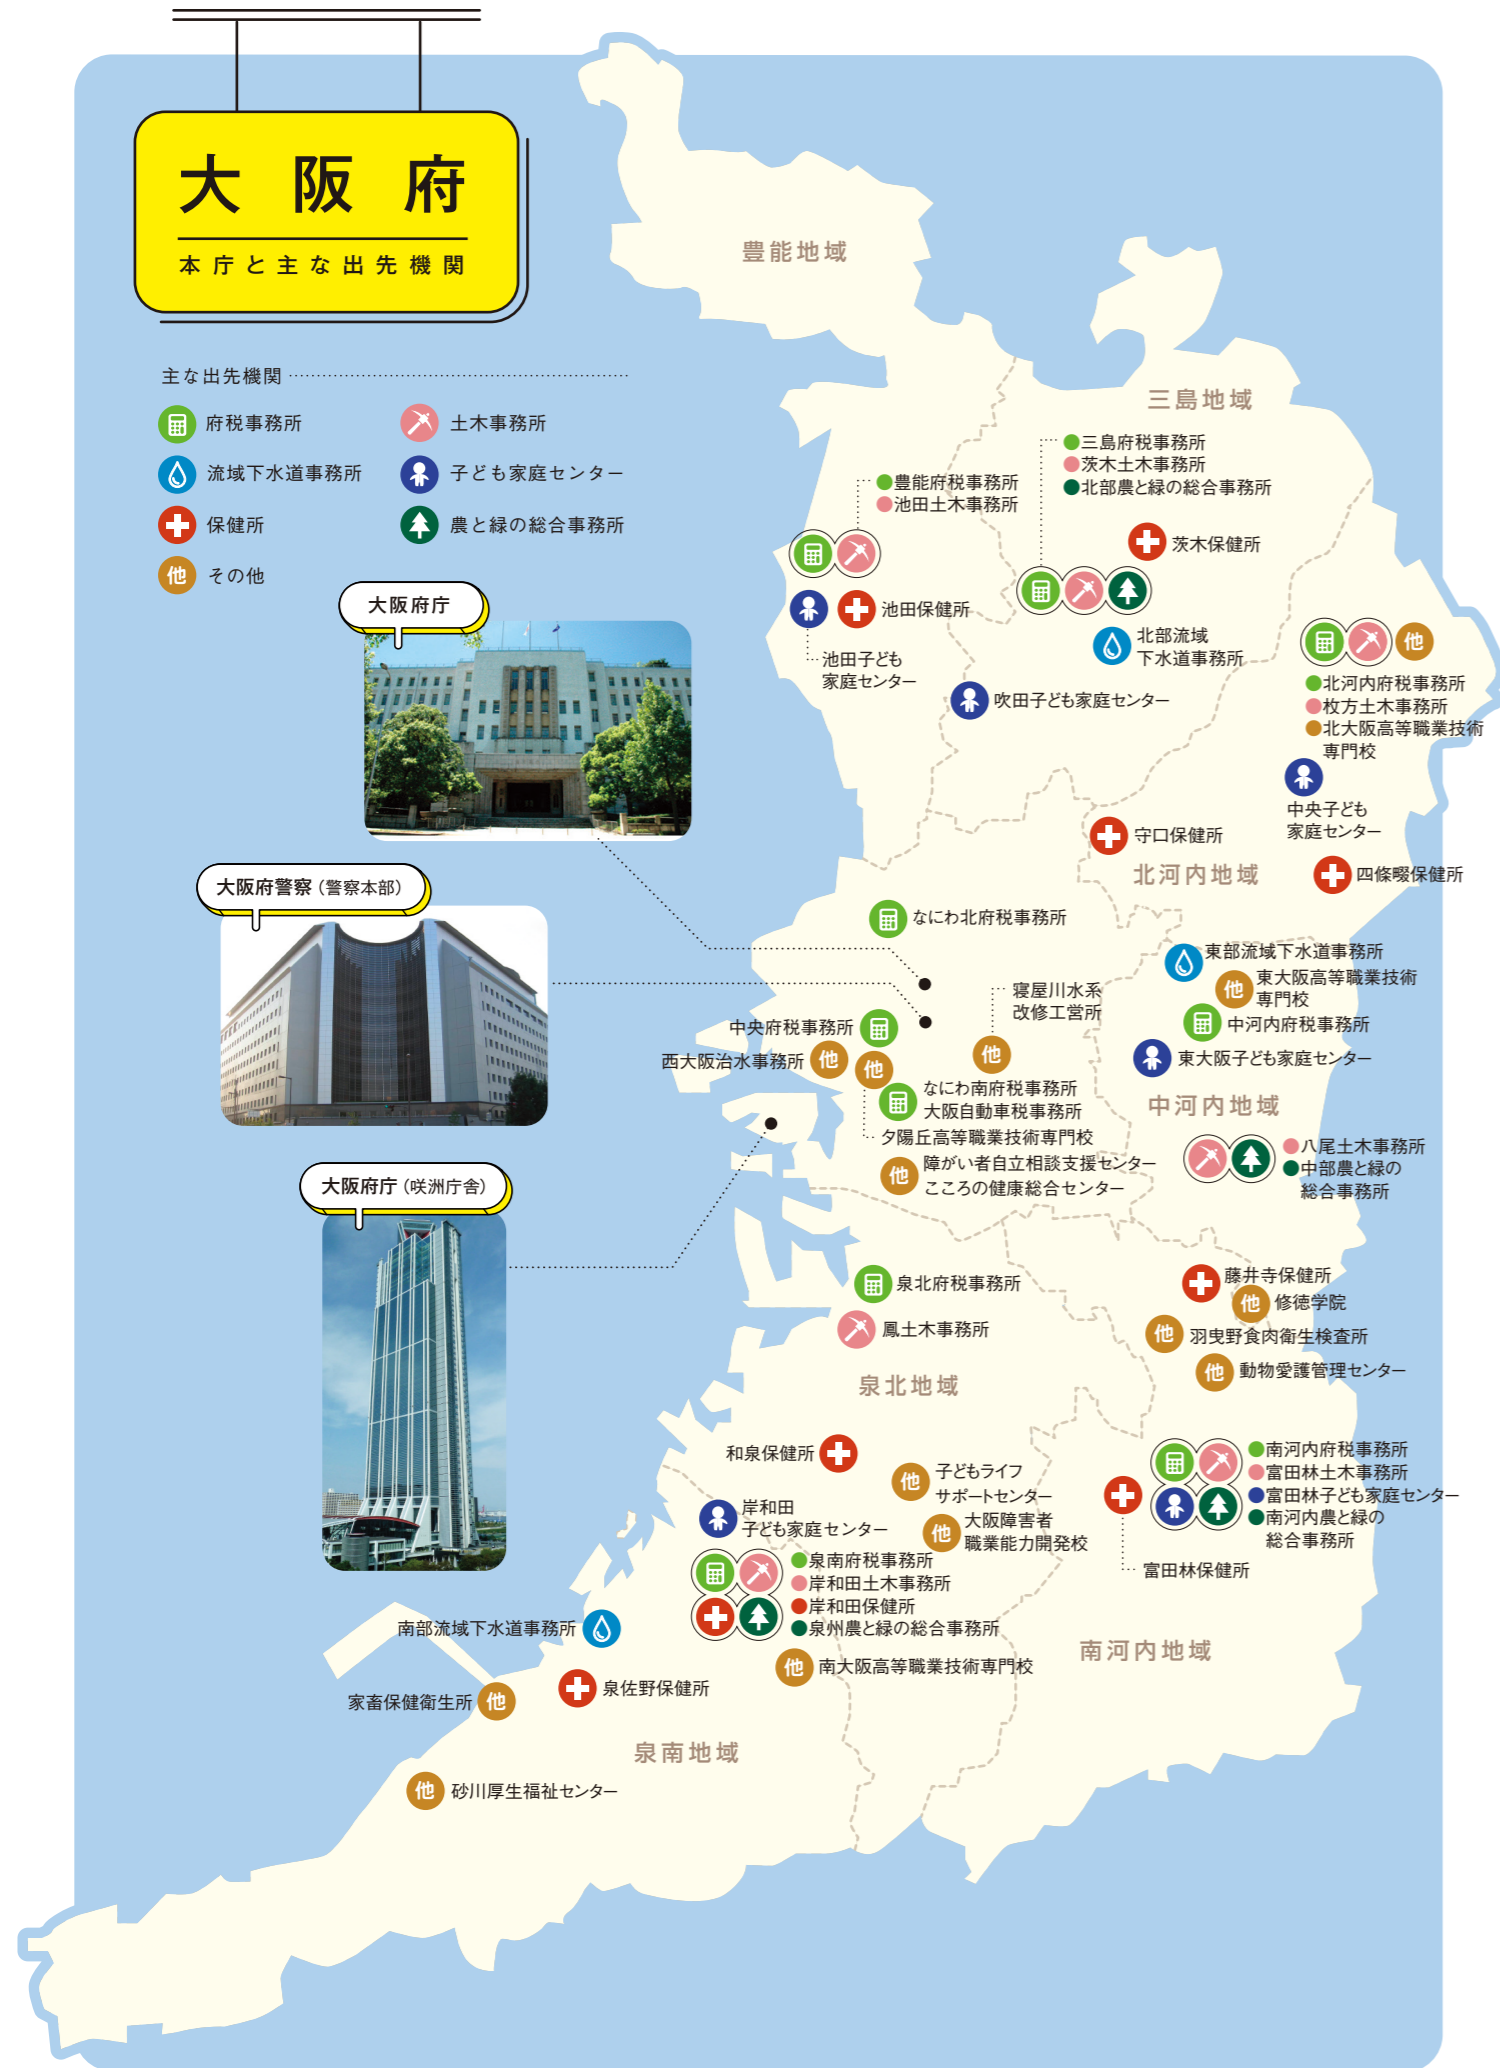 大阪府
本庁と主な出先機関
主な出先機関
府税事務所
土木事務所
流域下水道事務所
子ども家庭センター
保健所
農と緑の総合事務所
他
その他
大阪府庁
大阪府警察（警察本部）
大阪府庁（咲洲庁舎）
豊能地域
三島地域
三島府税事務所
茨木土木事務所
北部農と緑の総合事務所
豊能府税事務所
池田土木事務所
茨木保健所
池田保健所
池田子ども
家庭センター
北部流域
下水道事務所
吹田子ども家庭センター
他
北河内府税事務所
枚方土木事務所
北大阪高等職業技術
専門校
中央子ども
家庭センター
守口保健所
北河内地域
四條畷保健所
なにわ北府税事務所
東部流域下水道事務所
他
東大阪高等職業技術
専門校
寝屋川水系
改修工営所
他
中河内府税事務所
中央府税事務所
西大阪治水事務所
他
他
東大阪子ども家庭センター
なにわ南府税事務所
大阪自動車税事務所
中河内地域
夕陽丘高等職業技術専門校
八尾土木事務所
中部農と緑の
総合事務所
他
障がい者自立相談支援センター
こころの健康総合センター
泉北府税事務所
藤井寺保健所
他
修徳学院
鳳土木事務所
他
羽曳野食肉衛生検査所
他
動物愛護管理センター
泉北地域
和泉保健所
他
子どもライフ
サポートセンター
南河内府税事務所
富田林土木事務所
富田林子ども家庭センター
南河内農と緑の
総合事務所
岸和田
子ども家庭センター
他
大阪障害者
職業能力開発校
富田林保健所
泉南府税事務所
岸和田土木事務所
岸和田保健所
泉州農と緑の総合事務所
南部流域下水道事務所
南河内地域
他
南大阪高等職業技術専門校
泉佐野保健所
家畜保健衛生所
他
泉南地域
他
砂川厚生福祉センター